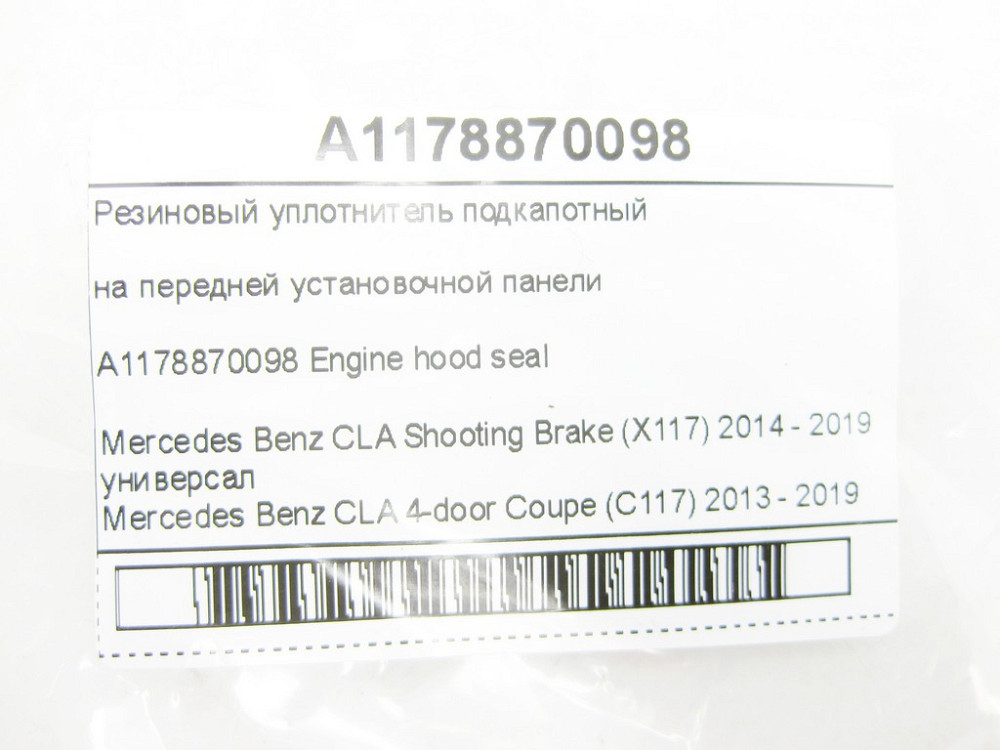 A1178870098
Резиновый уплотнитель подкапотный
на передней установочной панели
A1178870098 Engine hood seal
Mercedes Benz CLA Shooting Brake (X117) 2014 - 2019
универсал
Mercedes Benz CLA 4-door Coupe (C117) 2013 - 2019